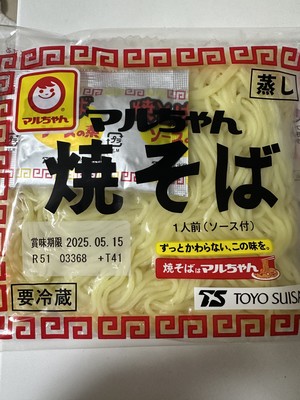 マルちゃん
蒸し
マルちゃん
焼そば
1人前(ソース付)
賞味期限 2025.05.15
R51 03368 +T41
ずっとかわらない、この味を。
焼そばはマルちゃん
要冷蔵
TS TOYO SUISA